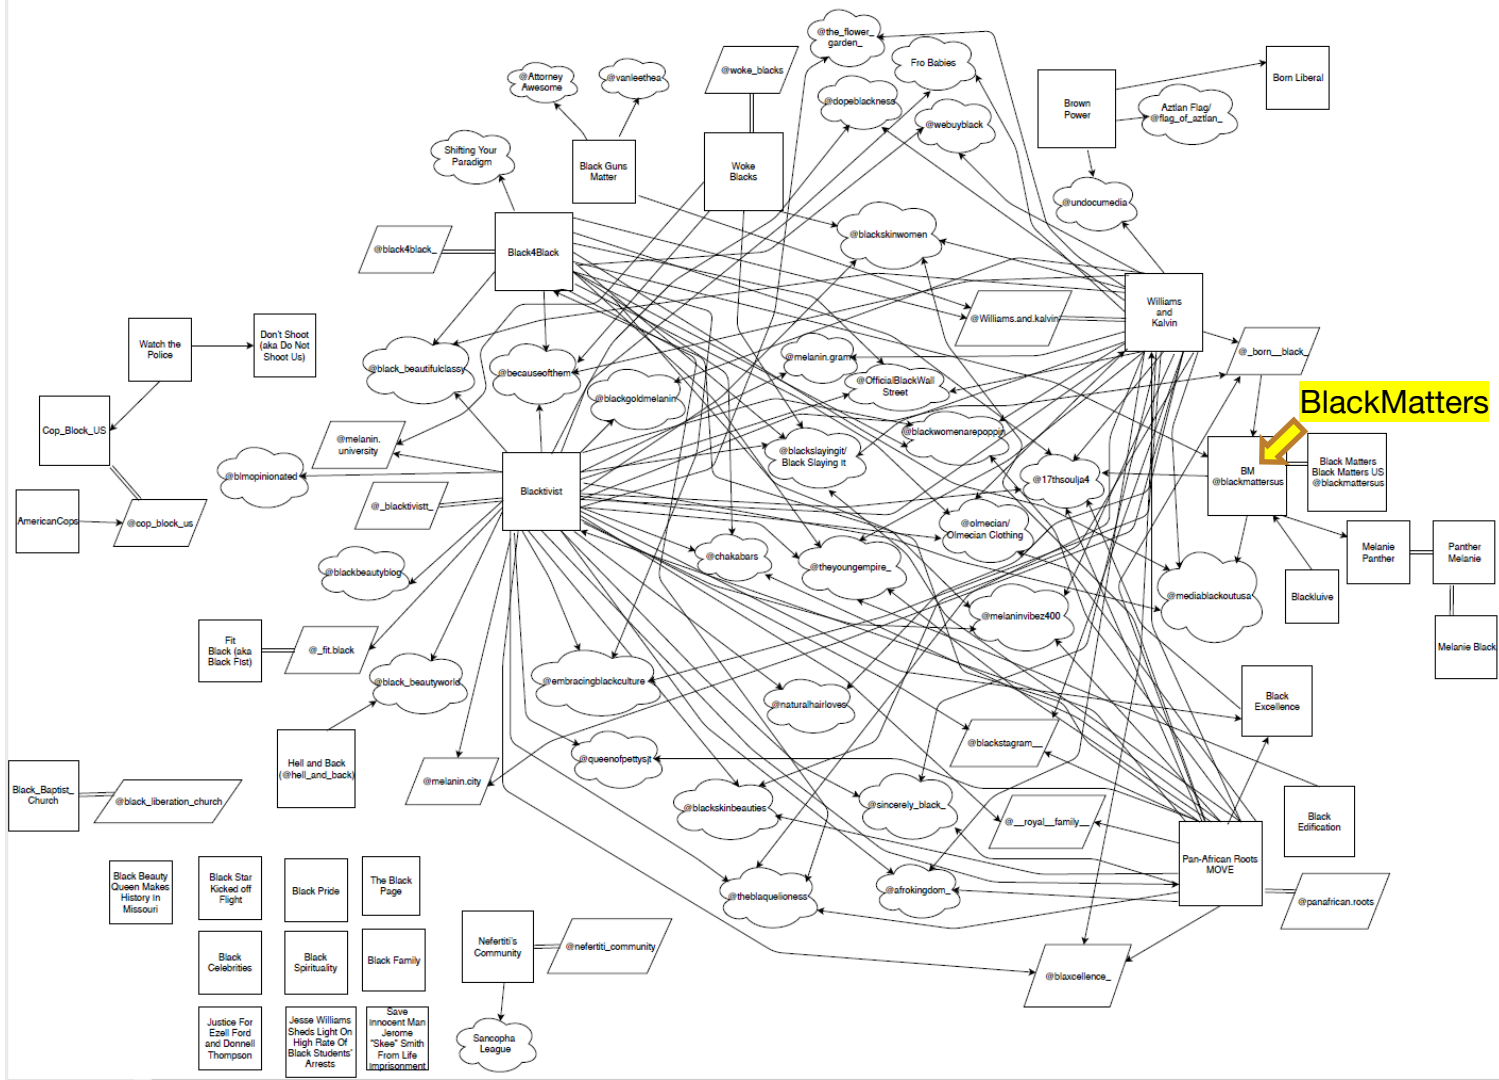 @the_flower_
garden_
Fro Babies
@woke_blacks
@Attorney
Awesome
@vanleethea
@dopeblackness
@webuyblack
Brown
Power
Born Liberal
Aztlan Flag/
@flag_of_aztlan_
Shifting Your
Paradigm
Black Guns
Matter
Woke
Blacks
@undocumedia
@black4black_
Black4Black
@blackskinwomen
Williams
and
Kalvin
@Williams.and.kalvin
Watch the
Police
Don't Shoot
(aka Do Not
Shoot Us)
@_born__black_
@black_beautifulclassy
@becauseofthem
@melanin.gram
@OfficialBlackWall
Street
@blackgoldmelanin
BlackMatters
Cop_Block_US
@melanin.
university
@blackwomenarepoppin
@blackslayingit/
Black Slaying It
BM
@blackmattersus
Black Matters
Black Matters US
@blackmattersus
@blmopinionated
@17thsoulja4
Blacktivist
@_blacktivistt_
AmericanCops
@cop_block_us
@olmecian/
Olmecian Clothing
Melanie
Panther
Panther
Melanie
@chakabars
@theyoungempire_
@blackbeautyblog
@mediablackoutusa
Blackluive
@melaninvibez400
Fit
Black (aka
Black Fist)
@_fit.black
Melanie Black
@black_beautyworld
@embracingblackculture
@naturalhairloves
Black
Excellence
@blackstagram__
@queenofpettysjt
Hell and Back
(@hell_and_back)
@melanin.city
Black_Baptist_
Church
@black_liberation_church
@blackskinbeauties
@sincerely_black_
@__royal__family__
Black
Edification
Pan-African Roots
MOVE
@panafrican.roots
@theblaquelioness
@afrokingdom_
Black Beauty
Queen Makes
History In
Missouri
Black Star
Kicked off
Flight
Black Pride
The Black
Page
Nefertiti's
Community
@nefertiti_community
Black
Celebrities
Black
Spirituality
Black Family
@blaxcellence_
Justice For
Ezell Ford
and Donnell
Thompson
Jesse Williams
Sheds Light On
High Rate Of
Black Students'
Arrests
Save
Innocent Man
Jerome
"Skee" Smith
From Life
Imprisonment
Sancopha
League